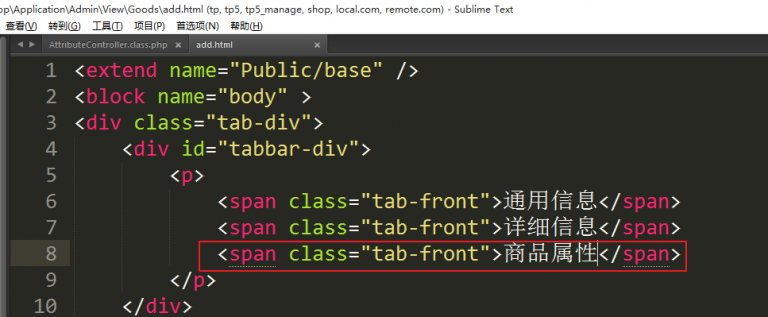 op\Application\Admin\View\Goods\add.html (tp, tp5, tp5_manage, shop, local.com, remote.com) - Sublime Text
查看(V) 转到(G) 工具(T) 项目(P) 首选项(N) 帮助(H)
AttributeController.class.php × add.html ×
1 <extend name="Public/base" />
2 <block name="body" >
3 <div class="tab-div">
4 <div id="tabbar-div">
5 <p>
6 <span class="tab-front">通用信息</span>
7 <span class="tab-front">详细信息</span>
8 <span class="tab-front">商品属性</span>
9 </p>
10 </div>